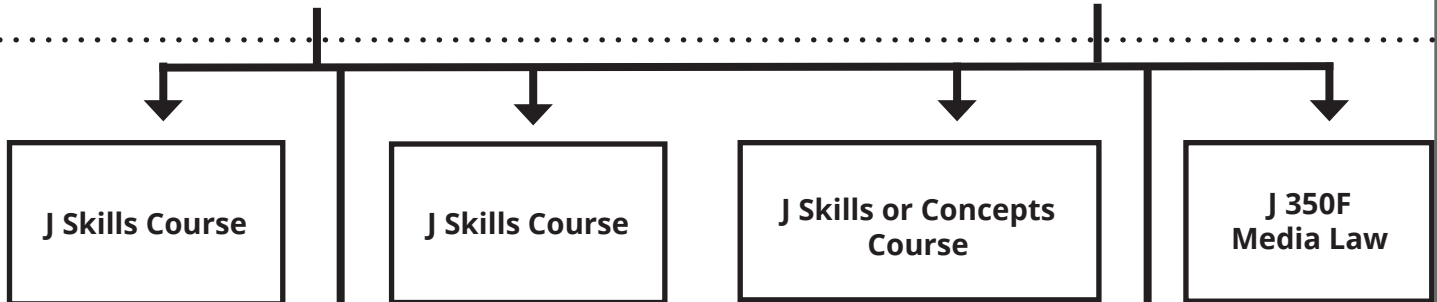 J Skills Course
J Skills Course
J Skills or Concepts
Course
J 350F
Media Law